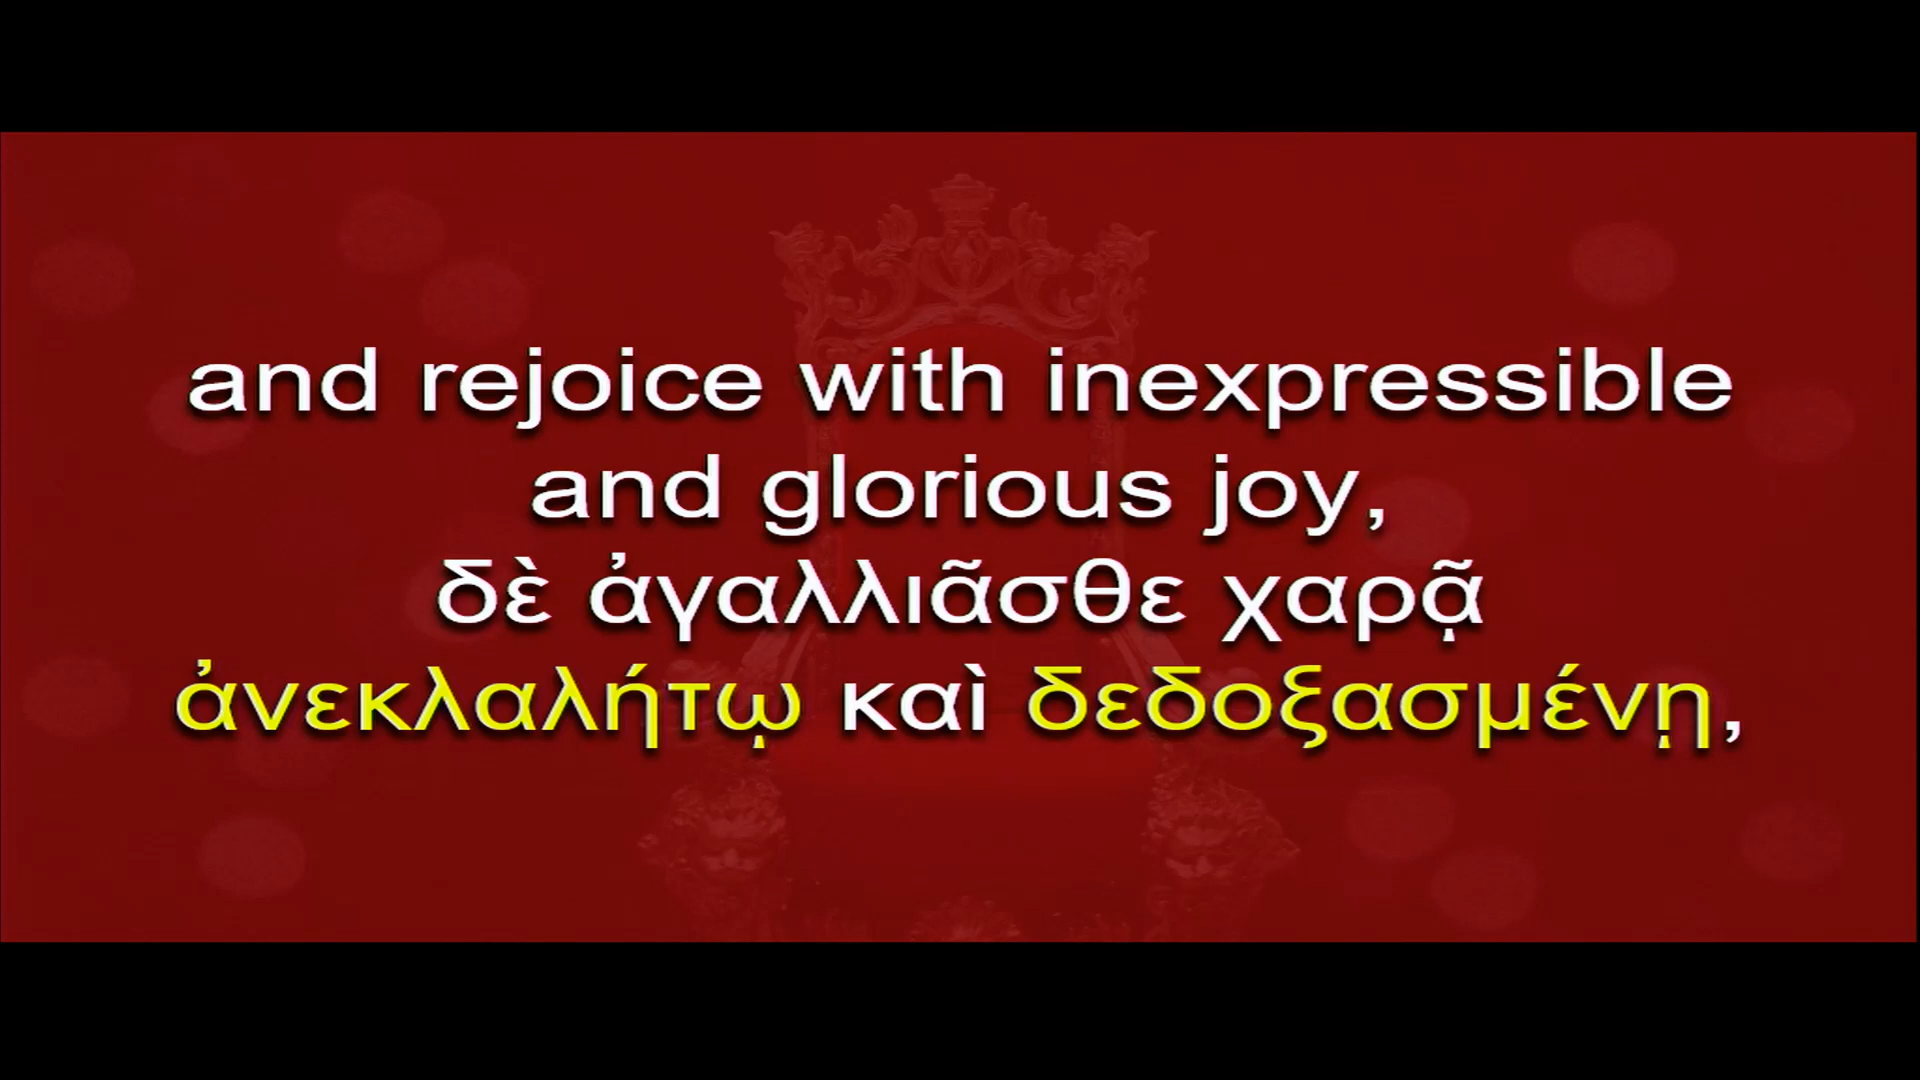 and rejoice with inexpressible
and glorious joy,
δὲ ἀγαλλιᾶσθε χαρᾷ
ἀνεκλαλήτῳ καὶ δεδοξασμένῃ,